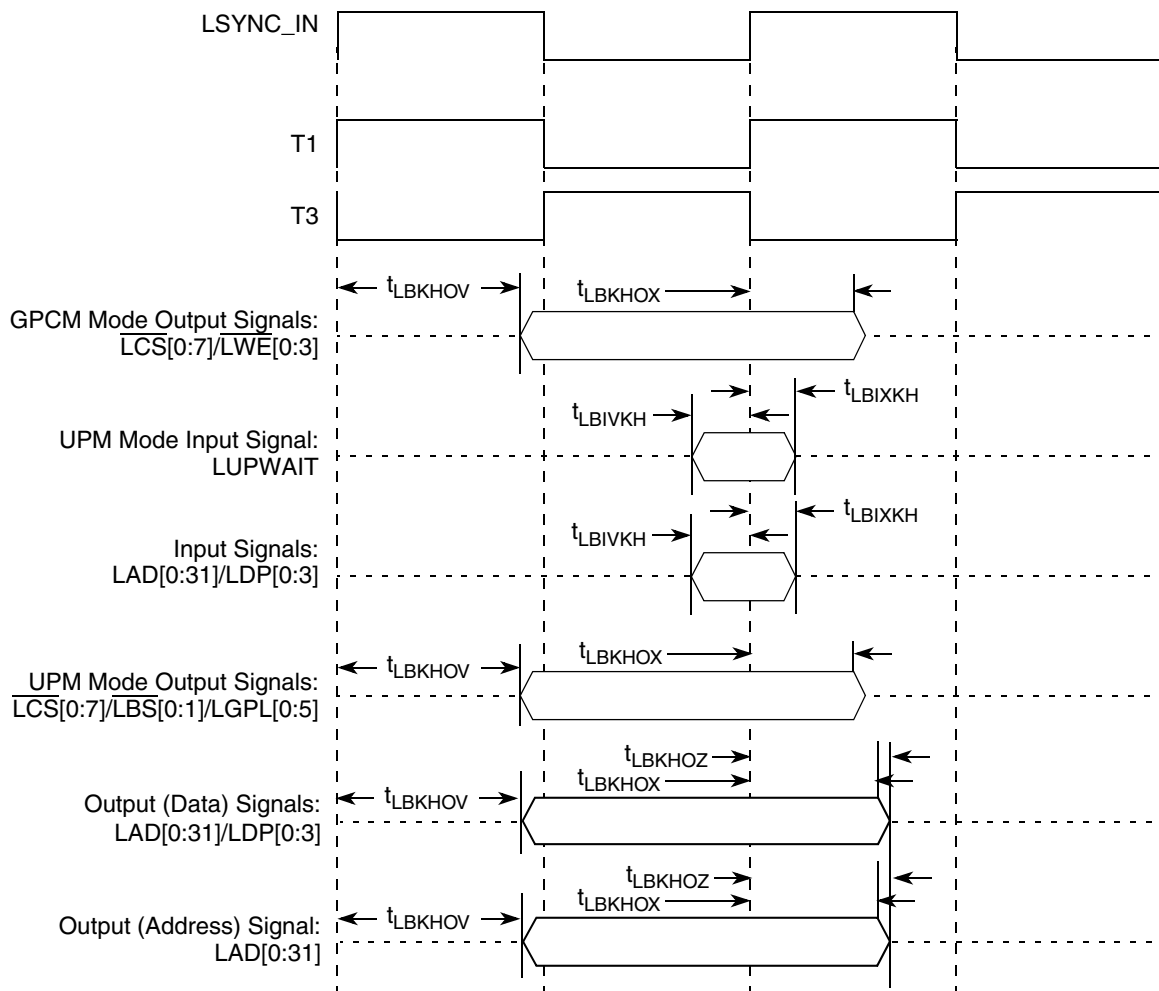 LSYNC_IN
T1
T3
tLBKHOV
tLBKHOX
GPCM Mode Output Signals:
LCS[0:7]/LWE[0:3]
tLBIXKH
tLBIVKH
UPM Mode Input Signal:
LUPWAIT
tLBIXKH
tLBIVKH
Input Signals:
LAD[0:31]/LDP[0:3]
tLBKHOV
tLBKHOX
UPM Mode Output Signals:
LCS[0:7]/LBS[0:1]/LGPL[0:5]
tLBKHOZ
tLBKHOX
tLBKHOV
Output (Data) Signals:
LAD[0:31]/LDP[0:3]
tLBKHOZ
tLBKHOX
tLBKHOV
Output (Address) Signal:
LAD[0:31]